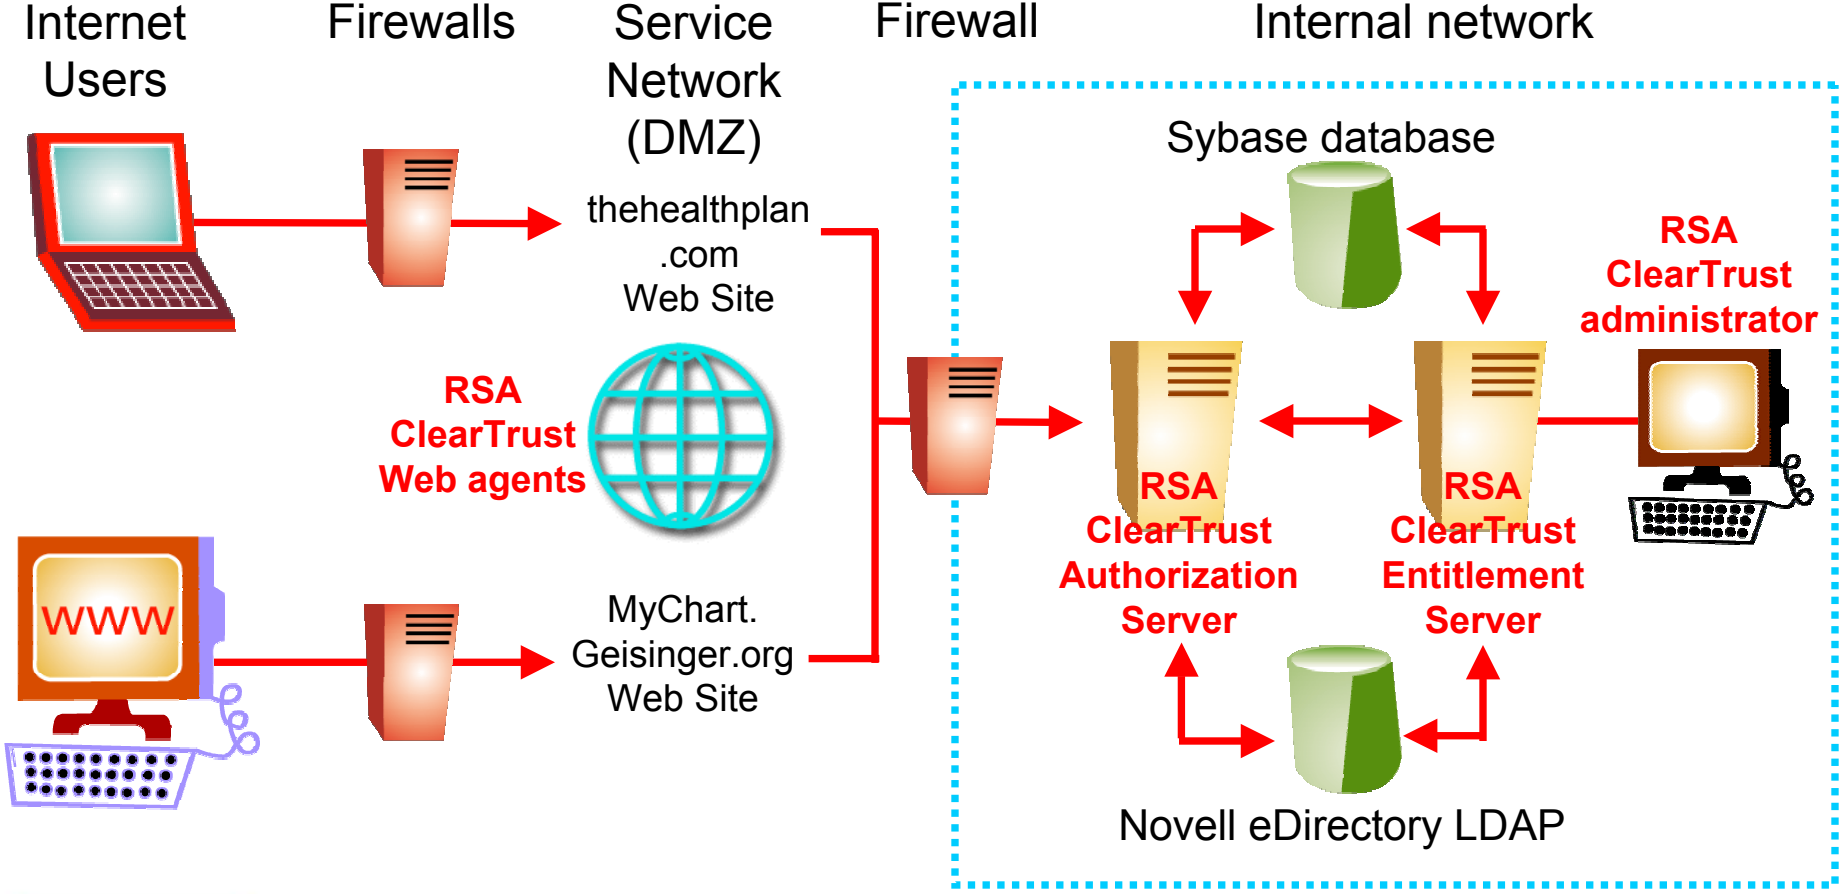 Internet
Users
Firewalls
Service
Network
(DMZ)
Firewall
Internal network
thehealthplan
.com
Web Site
RSA
ClearTrust
Web agents
WWW
MyChart.
Geisinger.org
Web Site
Sybase database
RSA
ClearTrust
administrator
RSA
ClearTrust
Authorization
Server
RSA
ClearTrust
Entitlement
Server
Novell eDirectory LDAP